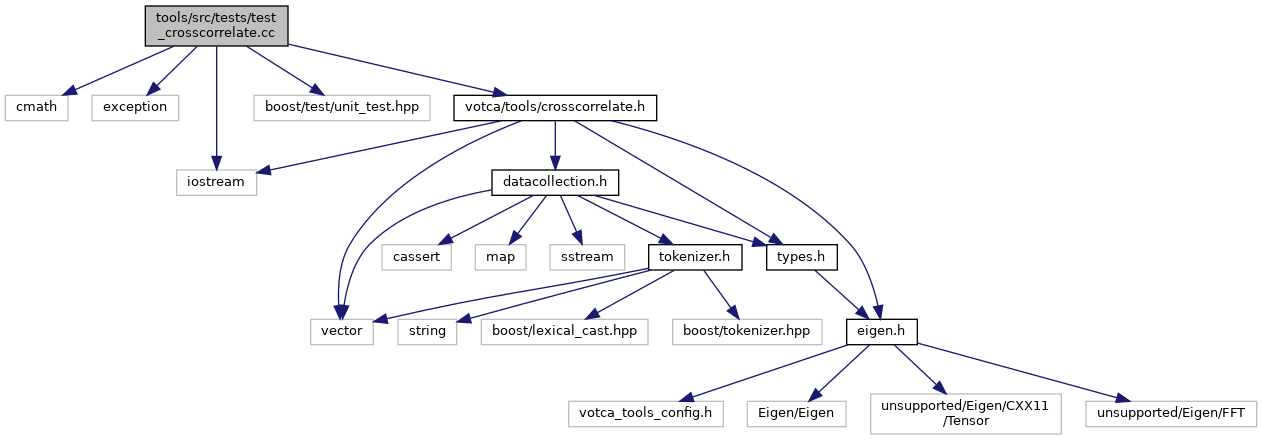 tools/src/tests/test
_crosscorrelate.cc
cmath
exception
boost/test/unit_test.hpp
votca/tools/crosscorrelate.h
iostream
datacollection.h
cassert
map
sstream
tokenizer.h
types.h
vector
string
boost/lexical_cast.hpp
boost/tokenizer.hpp
eigen.h
votca_tools_config.h
Eigen/Eigen
unsupported/Eigen/CXX11
/Tensor
unsupported/Eigen/FFT